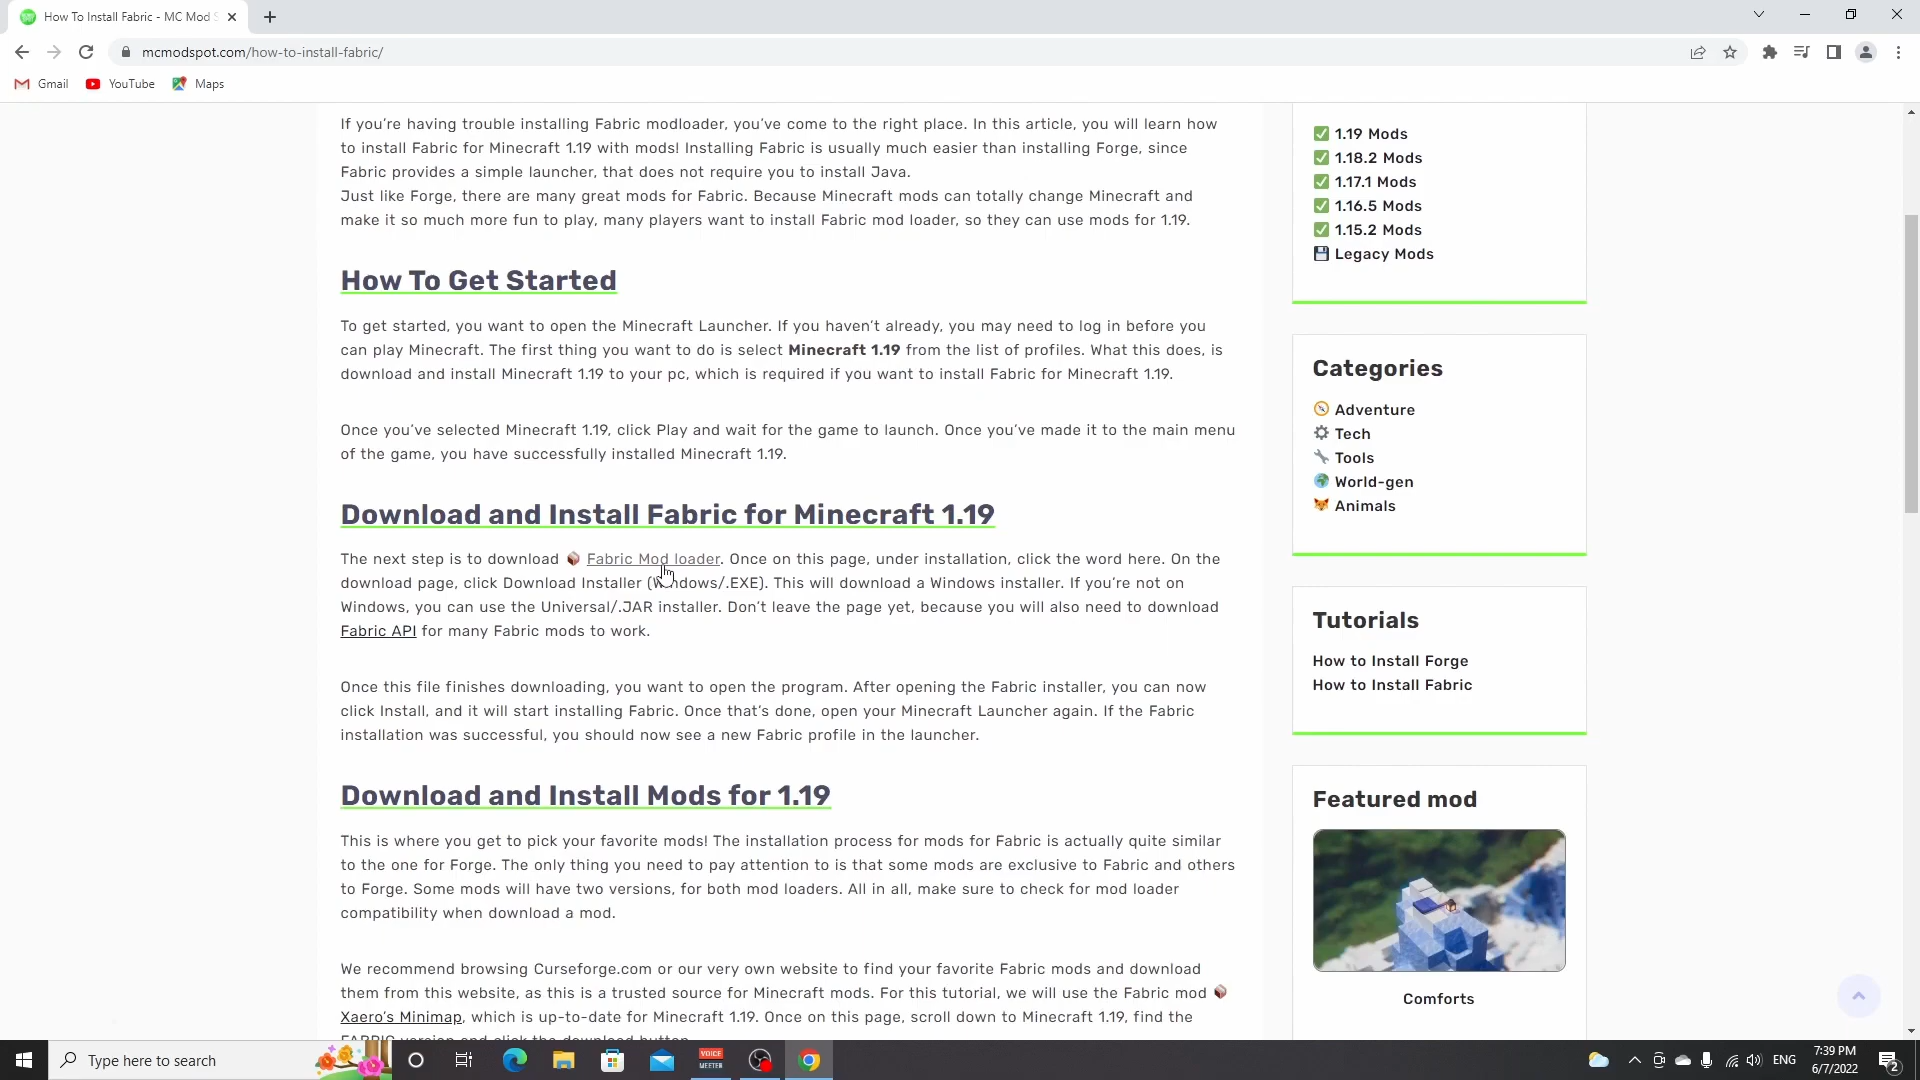 How To Install Fabric - MC Mod S
mcmodspot.com/how-to-install-fabric/
Gmail
YouTube
Maps
If you're having trouble installing Fabric modloader, you've come to the right place. In this article, you will learn how
to install Fabric for Minecraft 1.19 with mods! Installing Fabric is usually much easier than installing Forge, since
Fabric provides a simple launcher, that does not require you to install Java.
Just like Forge, there are many great mods for Fabric. Because Minecraft mods can totally change Minecraft and
make it so much more fun to play, many players want to install Fabric mod loader, so they can use mods for 1.19.
How To Get Started
To get started, you want to open the Minecraft Launcher. If you haven't already, you may need to log in before you
can play Minecraft. The first thing you want to do is select Minecraft 1.19 from the list of profiles. What this does, is
download and install Minecraft 1.19 to your pc, which is required if you want to install Fabric for Minecraft 1.19.
Once you've selected Minecraft 1.19, click Play and wait for the game to launch. Once you've made it to the main menu
of the game, you have successfully installed Minecraft 1.19.
Download and Install Fabric for Minecraft 1.19
The next step is to download Fabric Mod loader. Once on this page, under installation, click the word here. On the
download page, click Download Installer (Windows/.EXE). This will download a Windows installer. If you're not on
Windows, you can use the Universal/.JAR installer. Don't leave the page yet, because you will also need to download
Fabric API for many Fabric mods to work.
Once this file finishes downloading, you want to open the program. After opening the Fabric installer, you can now
click Install, and it will start installing Fabric. Once that's done, open your Minecraft Launcher again. If the Fabric
installation was successful, you should now see a new Fabric profile in the launcher.
Download and Install Mods for 1.19
This is where you get to pick your favorite mods! The installation process for mods for Fabric is actually quite similar
to the one for Forge. The only thing you need to pay attention to is that some mods are exclusive to Fabric and others
to Forge. Some mods will have two versions, for both mod loaders. All in all, make sure to check for mod loader
compatibility when download a mod.
We recommend browsing Curseforge.com or our very own website to find your favorite Fabric mods and download
them from this website, as this is a trusted source for Minecraft mods. For this tutorial, we will use the Fabric mod
Xaero's Minimap, which is up-to-date for Minecraft 1.19. Once on this page, scroll down to Minecraft 1.19, find the
FABRIC version and click the download button.
1.19 Mods
1.18.2 Mods
1.17.1 Mods
1.16.5 Mods
1.15.2 Mods
Legacy Mods
Categories
Adventure
Tech
Tools
World-gen
Animals
Tutorials
How to Install Forge
How to Install Fabric
Featured mod
Comforts
Type here to search
VOICE
MEETER
ENG
7:39 PM
6/7/2022
2